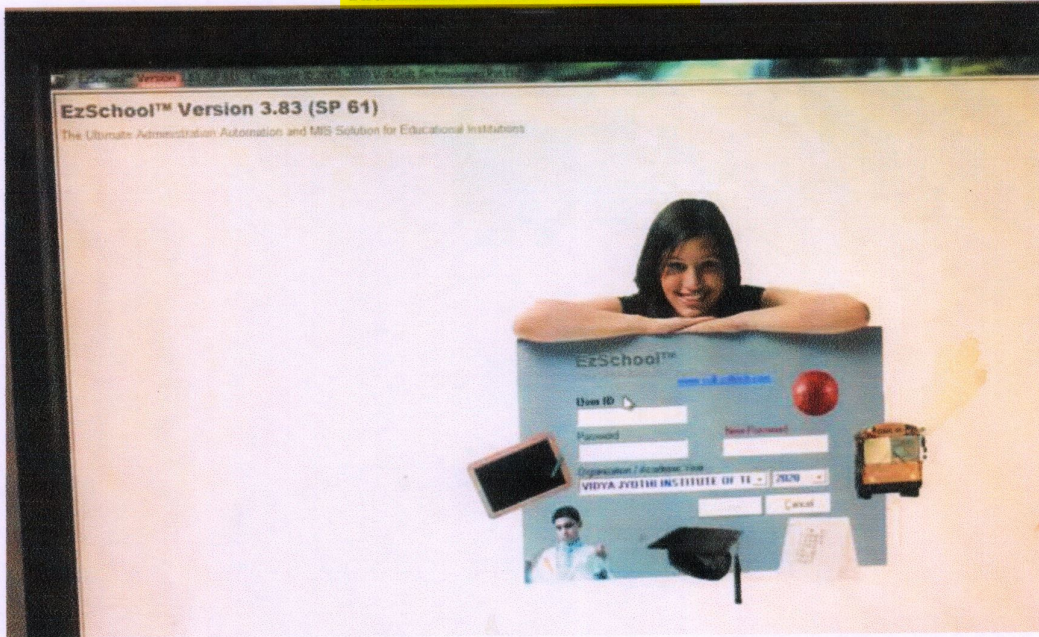 Version
EzSchool™ Version 3.83 (SP 61)
The Ultimate Administration Automation and MIS Solution for Educational Institutions
EzSchool™
User ID
Password
New Password
Organisation / Academic Year
VIDYA JYOTHI INSTITUTE OF TE
2020
Cancel